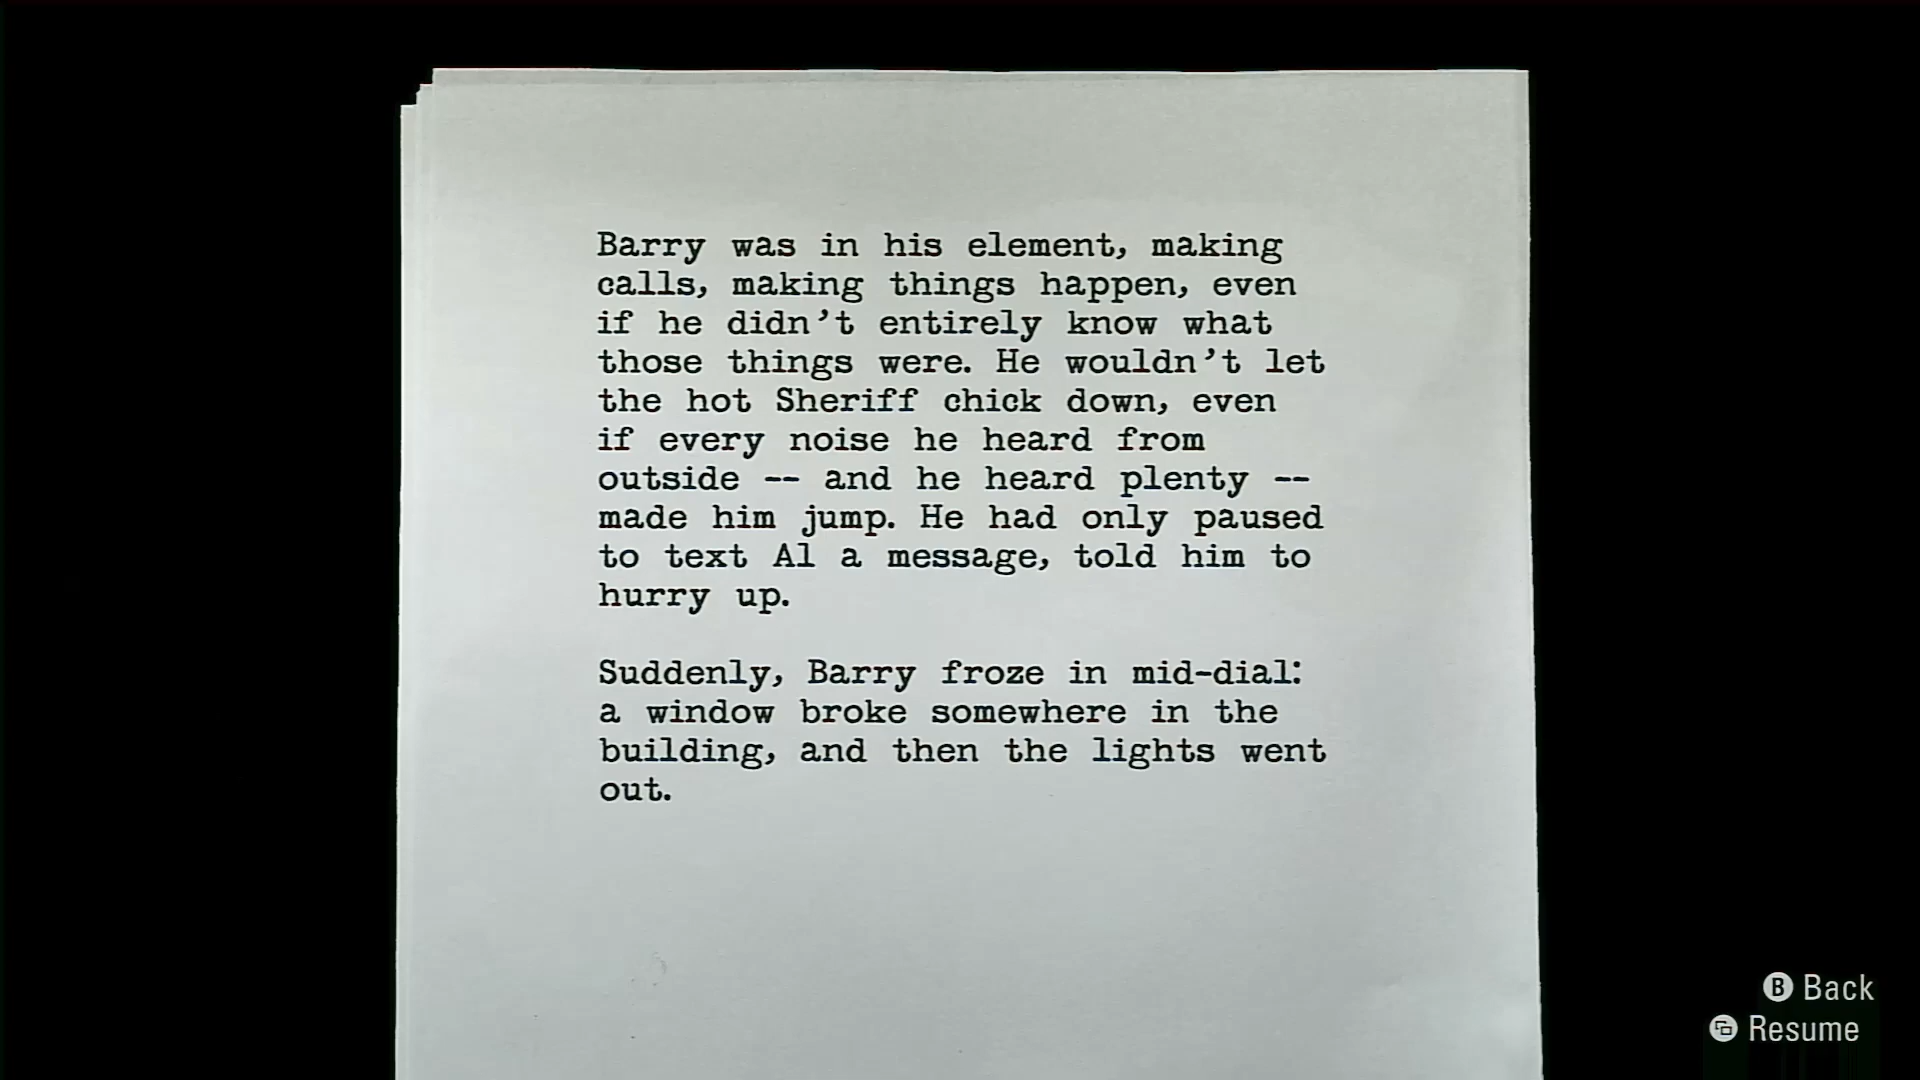 Barry was in his element, making
calls, making things happen, even
if he didn't entirely know what
those things were. He wouldn't let
the hot Sheriff chick down, even
if every noise he heard from
outside -- and he heard plenty --
made him jump. He had only paused
to text Al a message, told him to
hurry up.
Suddenly, Barry froze in mid-dial:
a window broke somewhere in the
building, and then the lights went
out.
B Back
Resume